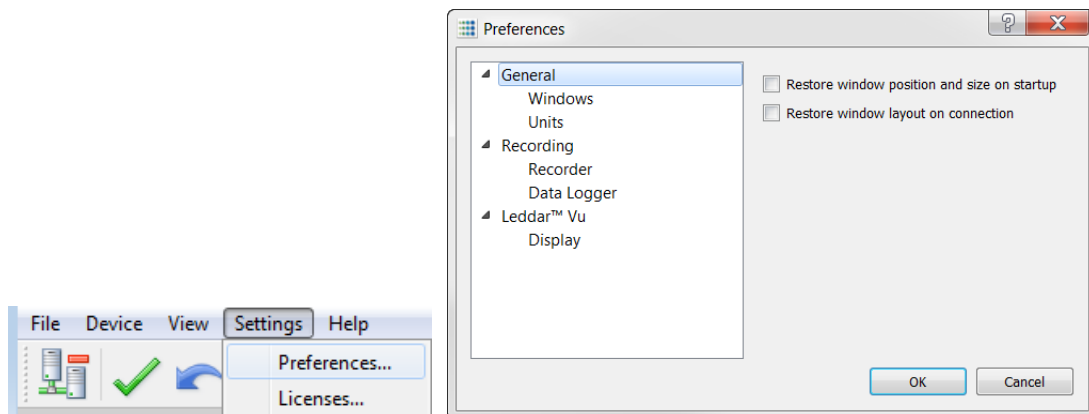 File Device View Settings Help
Preferences...
Licenses...
Preferences
General
Windows
Units
Recording
Recorder
Data Logger
Leddar™ Vu
Display
Restore window position and size on startup
Restore window layout on connection
OK Cancel